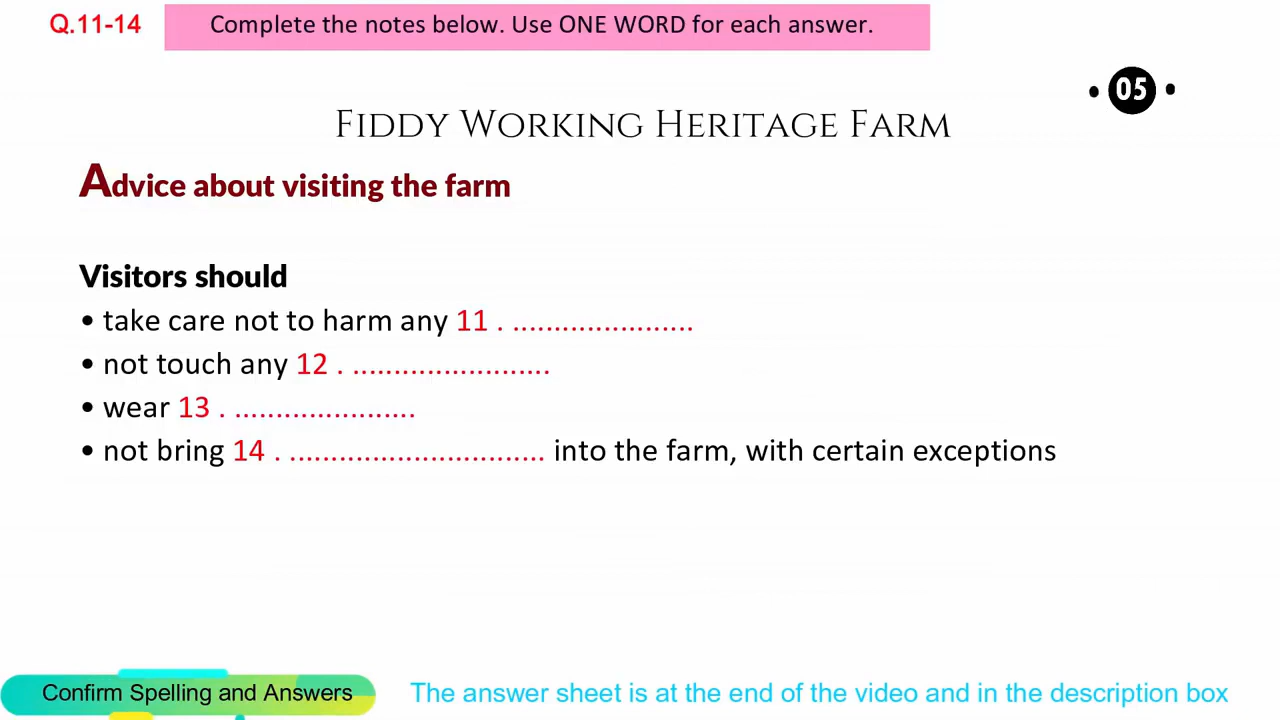 Q.11-14 Complete the notes below. Use ONE WORD for each answer.
05
FIDDY WORKING HERITAGE FARM
Advice about visiting the farm
Visitors should
• take care not to harm any 11 . ......................
• not touch any 12 . ........................
• wear 13 . ......................
• not bring 14 . ............................... into the farm, with certain exceptions
Confirm Spelling and Answers The answer sheet is at the end of the video and in the description box